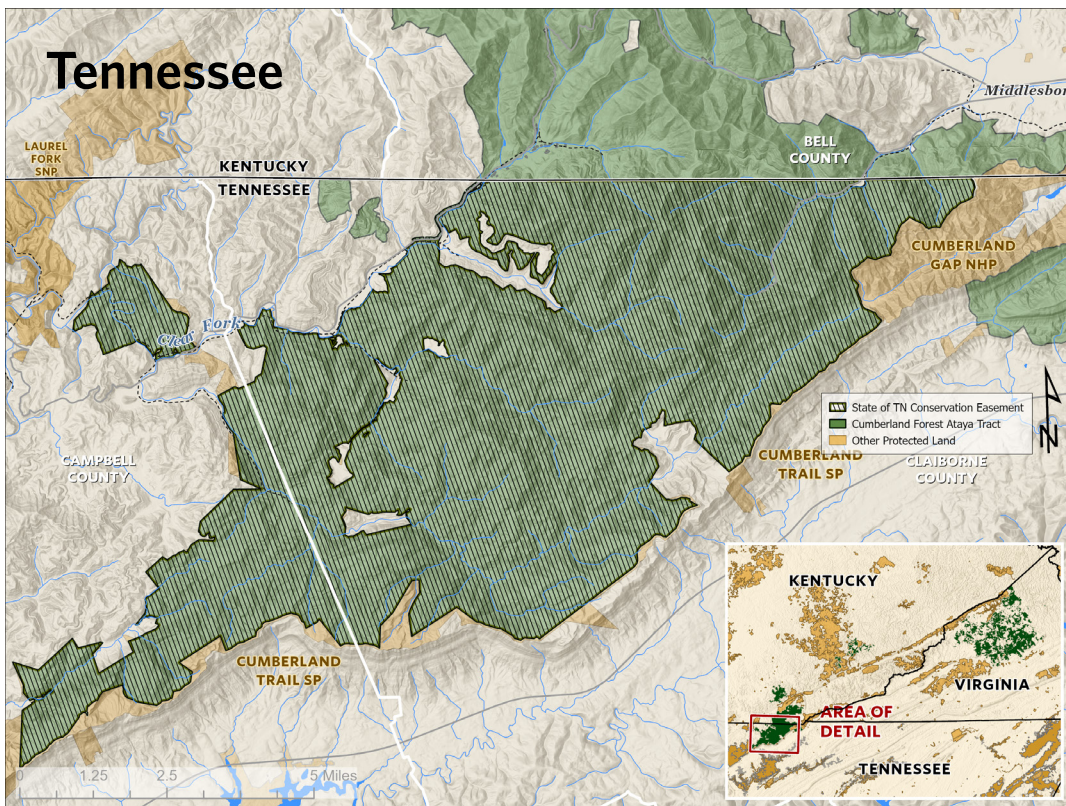 Tennessee
Middlesbor
LAUREL
FORK
SNP
KENTUCKY
TENNESSEE
BELL
COUNTY
CUMBERLAND
GAP NHP
Clear Fork
State of TN Conservation Easement
Cumberland Forest Ataya Tract
Other Protected Land
N
CAMPBELL
COUNTY
CUMBERLAND
TRAIL SP
CLAIBORNE
COUNTY
CUMBERLAND
TRAIL SP
KENTUCKY
VIRGINIA
AREA OF
DETAIL
TENNESSEE
0 1.25 2.5 5 Miles